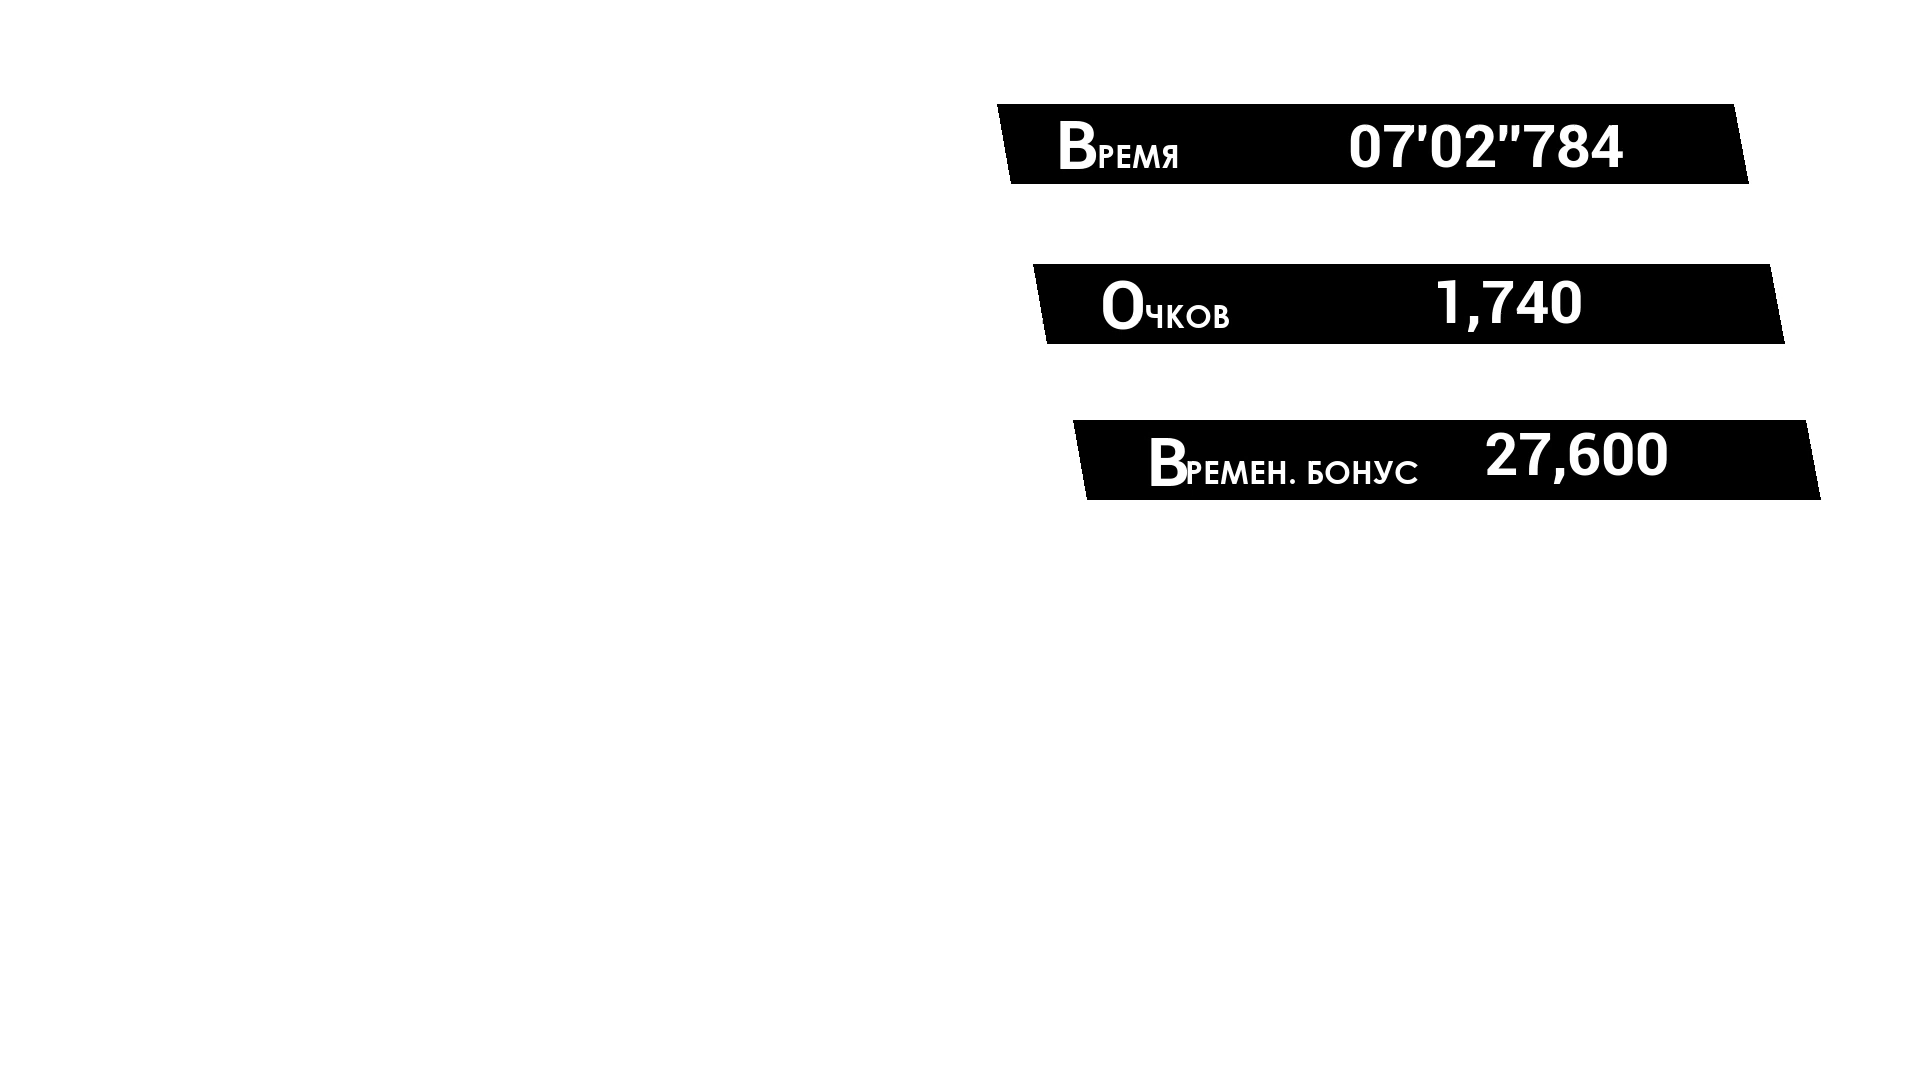 Время 07'02"784
Очков 1,740
Времен. бонус 27,600